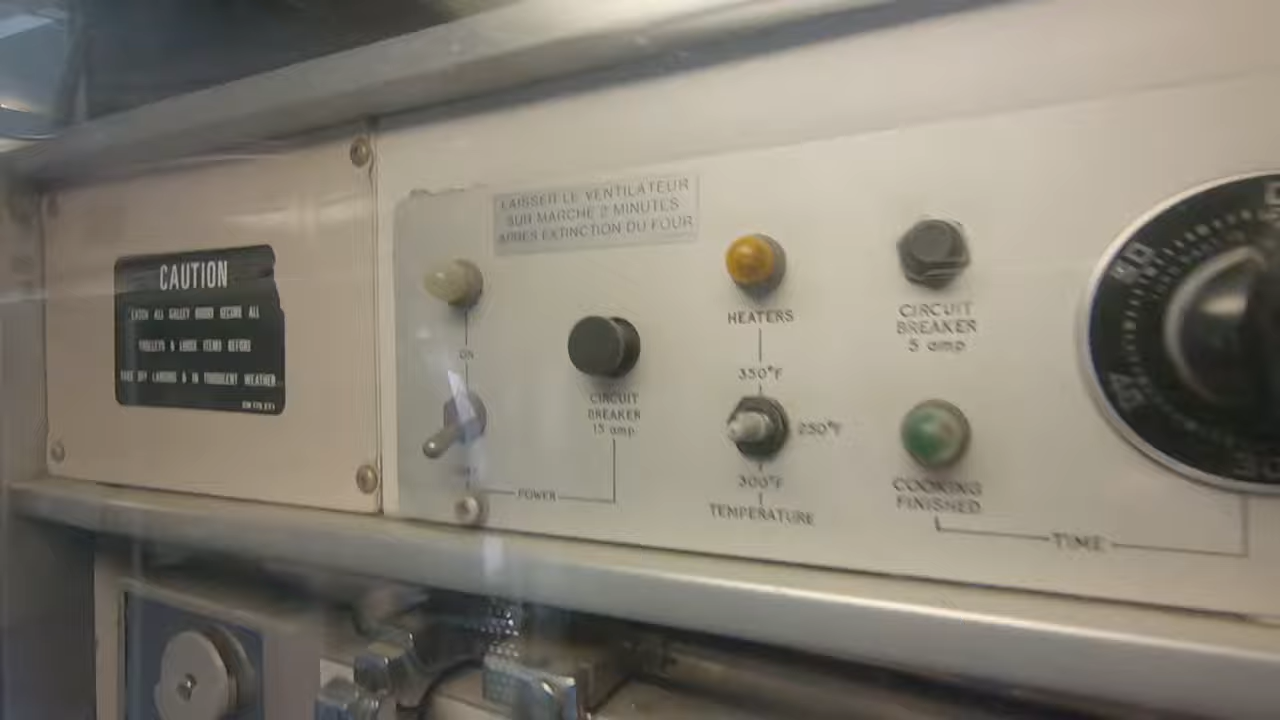 CAUTION
LATCH ALL GALLEY DOORS SECURE ALL
TROLLEYS & LOOSE ITEMS BEFORE
TAKE OFF LANDING & IN TURBULENT WEATHER
LAISSER LE VENTILATEUR
SUR MARCHE 2 MINUTES
APRES EXTINCTION DU FOUR
ON
CIRCUIT
BREAKER
15 amp
POWER
HEATERS
350°F
250°F
300°F
TEMPERATURE
CIRCUIT
BREAKER
5 amp
COOKING
FINISHED
TIME
50